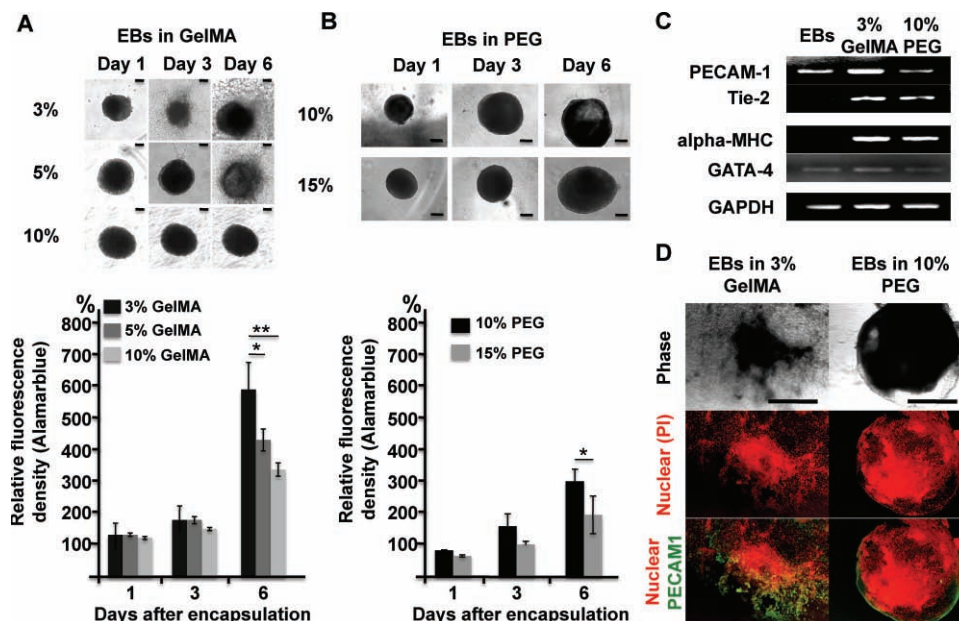 A
EBs in GelMA
Day 1 Day 3 Day 6
3%
5%
10%
%
3% GelMA
5% GelMA
10% GelMA
**
*
800
700
600
500
400
300
200
100
Relative fluorescence
density (Alamarblue)
1 3 6
Days after encapsulation
B
EBs in PEG
Day 1 Day 3 Day 6
10%
15%
%
10% PEG
15% PEG
*
800
700
600
500
400
300
200
100
Relative fluorescence
density (Alamarblue)
1 3 6
Days after encapsulation
C
EBs 3% GelMA 10% PEG
PECAM-1
Tie-2
alpha-MHC
GATA-4
GAPDH
D
EBs in 3% GelMA
EBs in 10% PEG
Phase
Nuclear (PI)
Nuclear
PECAM1